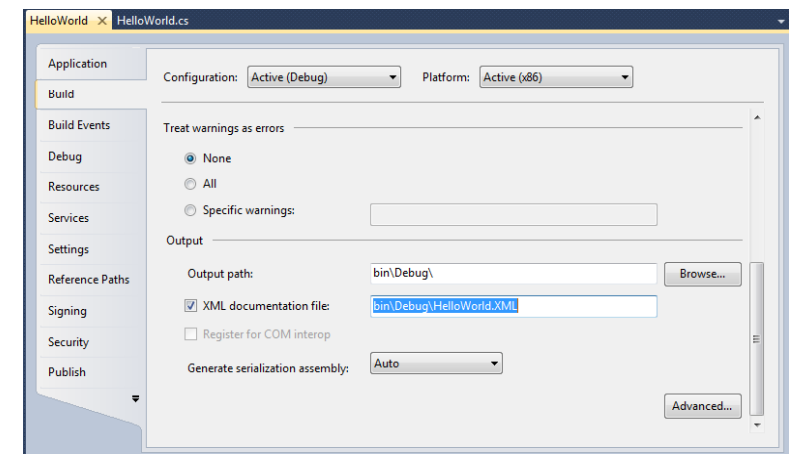 HelloWorld HelloWorld.cs
Application
Build
Build Events
Debug
Resources
Services
Settings
Reference Paths
Signing
Security
Publish
Configuration: Active (Debug) Platform: Active (x86)
Treat warnings as errors
None
All
Specific warnings:
Output
Output path: bin\Debug\ Browse...
XML documentation file: bin\Debug\HelloWorld.XML
Register for COM interop
Generate serialization assembly: Auto
Advanced...